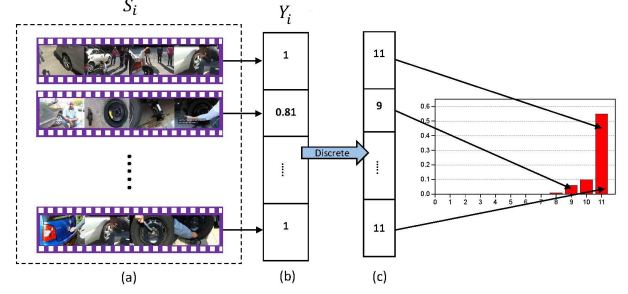 S_i
Y_i
1
0.81
......
1
Discrete
11
9
......
11
0.6
0.5
0.4
0.3
0.2
0.1
0.0
0 1 2 3 4 5 6 7 8 9 10 11
(a)
(b)
(c)